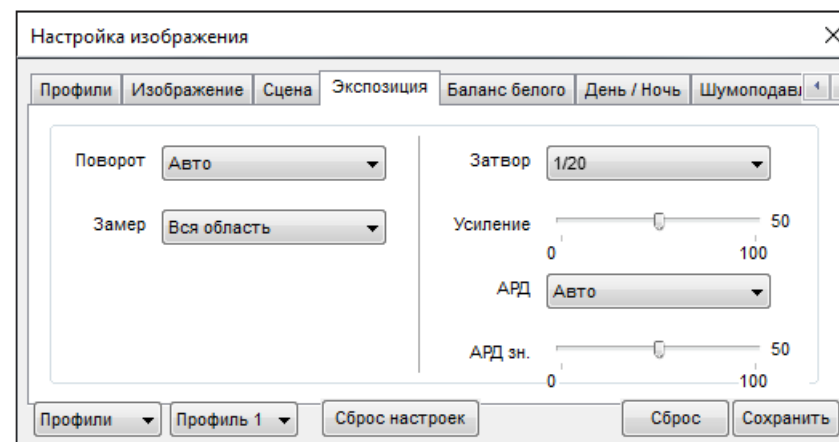 Настройка изображения
Профили Изображение Сцена Экспозиция Баланс белого День / Ночь Шумоподав
Поворот Авто Затвор 1/20
Замер Вся область Усиление 50
0 100
АРД Авто
АРД зн. 50
0 100
Профили Профиль 1 Сброс настроек Сброс Сохранить